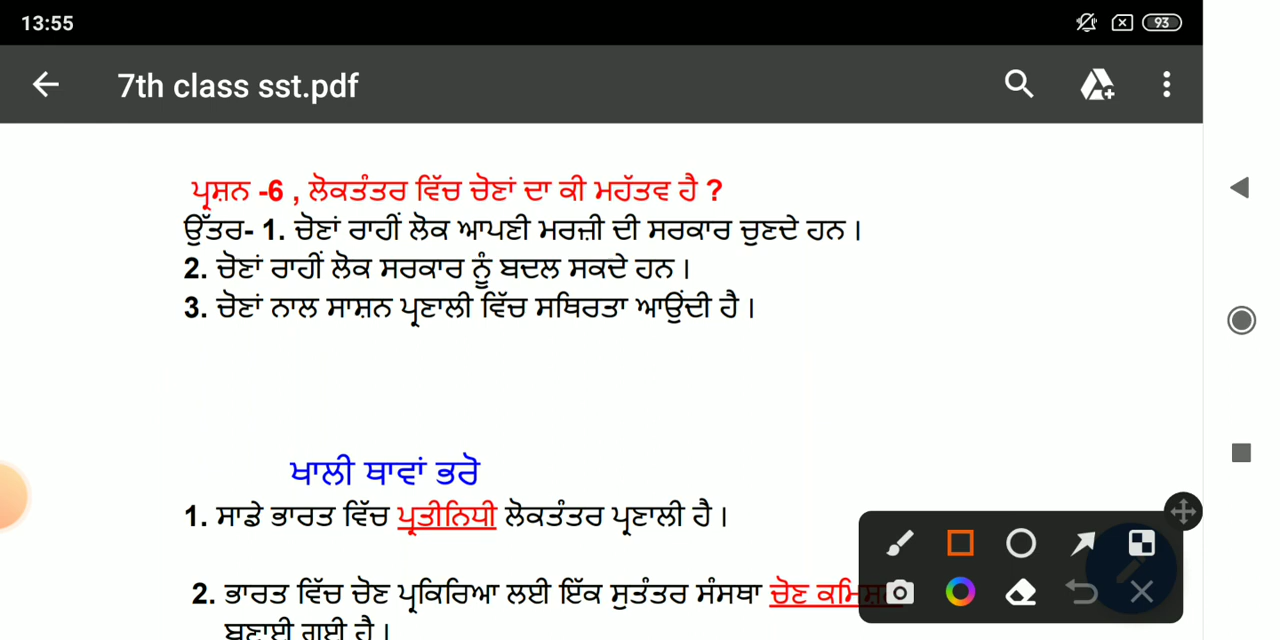 13:55
93
7th class sst.pdf
ਪ੍ਰਸ਼ਨ -6 , ਲੋਕਤੰਤਰ ਵਿੱਚ ਚੋਣਾਂ ਦਾ ਕੀ ਮਹੱਤਵ ਹੈ ?
ਉੱਤਰ- 1. ਚੋਣਾਂ ਰਾਹੀਂ ਲੋਕ ਆਪਣੀ ਮਰਜ਼ੀ ਦੀ ਸਰਕਾਰ ਚੁਣਦੇ ਹਨ।
2. ਚੋਣਾਂ ਰਾਹੀਂ ਲੋਕ ਸਰਕਾਰ ਨੂੰ ਬਦਲ ਸਕਦੇ ਹਨ।
3. ਚੋਣਾਂ ਨਾਲ ਸਾਸ਼ਨ ਪ੍ਰਣਾਲੀ ਵਿੱਚ ਸਥਿਰਤਾ ਆਉਂਦੀ ਹੈ।
ਖਾਲੀ ਥਾਵਾਂ ਭਰੋ
1. ਸਾਡੇ ਭਾਰਤ ਵਿੱਚ ਪ੍ਰਤੀਨਿਧੀ ਲੋਕਤੰਤਰ ਪ੍ਰਣਾਲੀ ਹੈ।
2. ਭਾਰਤ ਵਿੱਚ ਚੋਣ ਪ੍ਰਕਿਰਿਆ ਲਈ ਇੱਕ ਸੁਤੰਤਰ ਸੰਸਥਾ ਚੋਣ
ਬਣਾਈ ਗਈ ਹੈ।